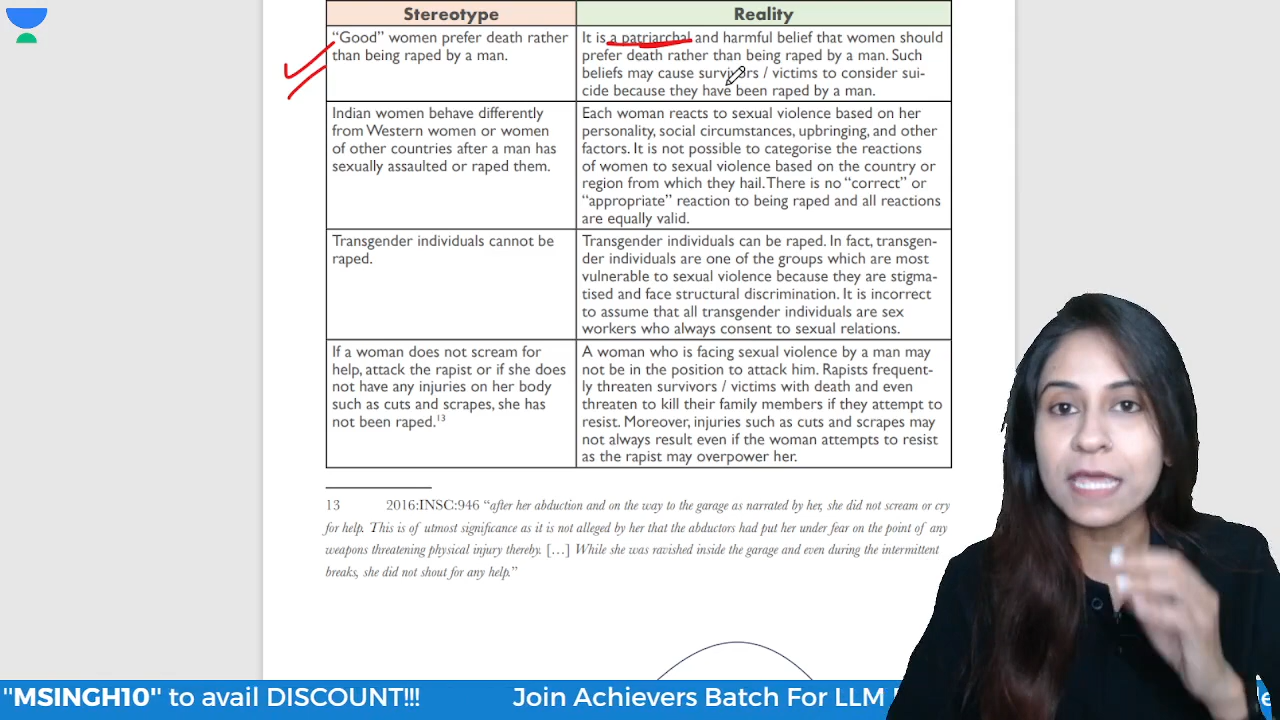 Stereotype
Reality
“Good” women prefer death rather
than being raped by a man.
It is a patriarchal and harmful belief that women should
prefer death rather than being raped by a man. Such
beliefs may cause survivors / victims to consider sui-
cide because they have been raped by a man.
Indian women behave differently
from Western women or women
of other countries after a man has
sexually assaulted or raped them.
Each woman reacts to sexual violence based on her
personality, social circumstances, upbringing, and other
factors. It is not possible to categorise the reactions
of women to sexual violence based on the country or
region from which they hail. There is no “correct” or
“appropriate” reaction to being raped and all reactions
are equally valid.
Transgender individuals cannot be
raped.
Transgender individuals can be raped. In fact, transgen-
der individuals are one of the groups which are most
vulnerable to sexual violence because they are stigma-
tised and face structural discrimination. It is incorrect
to assume that all transgender individuals are sex
workers who always consent to sexual relations.
If a woman does not scream for
help, attack the rapist or if she does
not have any injuries on her body
such as cuts and scrapes, she has
not been raped.13
A woman who is facing sexual violence by a man may
not be in the position to attack him. Rapists frequent-
ly threaten survivors / victims with death and even
threaten to kill their family members if they attempt to
resist. Moreover, injuries such as cuts and scrapes may
not always result even if the woman attempts to resist
as the rapist may overpower her.
13 2016:INSC:946 “after her abduction and on the way to the garage as narrated by her, she did not scream or cry
for help. This is of utmost significance as it is not alleged by her that the abductors had put her under fear on the point of any
weapons threatening physical injury thereby. […] While she was ravished inside the garage and even during the intermittent
breaks, she did not shout for any help.”
"MSINGH10" to avail DISCOUNT!!! Join Achievers Batch For LLM